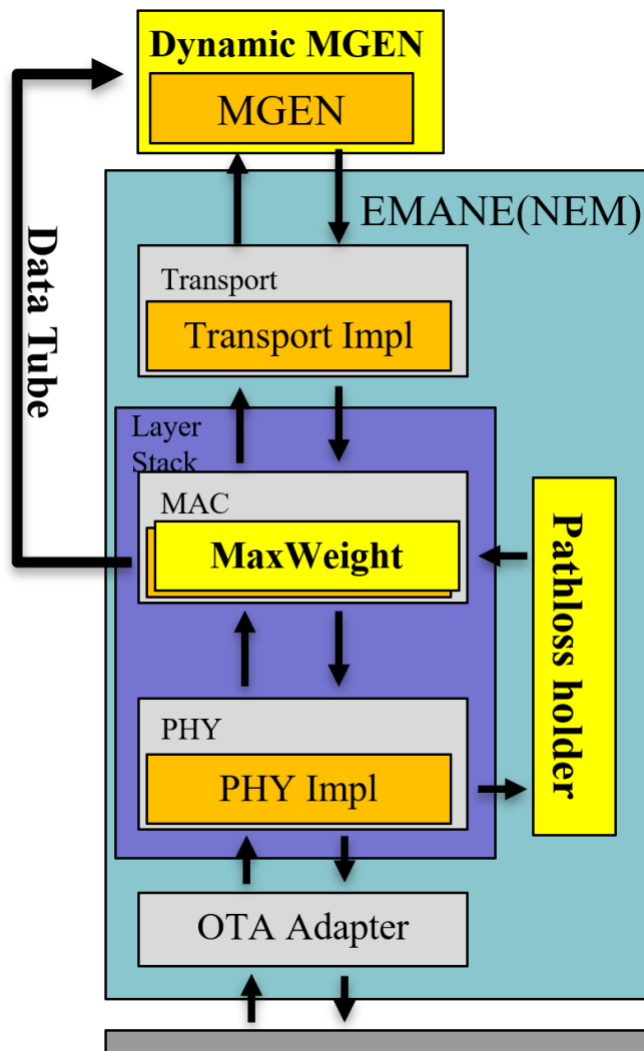 Dynamic MGEN
MGEN
EMANE(NEM)
Data Tube
Transport
Transport Impl
Layer
Stack
MAC
MaxWeight
Pathloss holder
PHY
PHY Impl
OTA Adapter